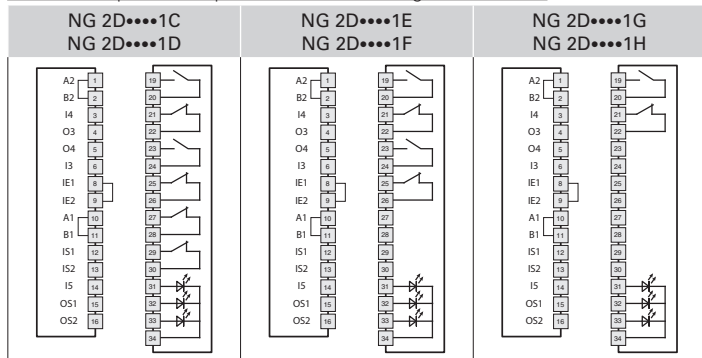 NG 2D••••1C
NG 2D••••1D
A2 1 19
B2 2 20
I4 3 21
O3 4 22
O4 5 23
I3 6 24
IE1 8 25
IE2 9 26
A1 10 27
B1 11 28
IS1 12 29
IS2 13 30
I5 14 31
OS1 15 32
OS2 16 33
34
NG 2D••••1E
NG 2D••••1F
A2 1 19
B2 2 20
I4 3 21
O3 4 22
O4 5 23
I3 6 24
IE1 8 25
IE2 9 26
A1 10 27
B1 11 28
IS1 12 29
IS2 13 30
I5 14 31
OS1 15 32
OS2 16 33
34
NG 2D••••1G
NG 2D••••1H
A2 1 19
B2 2 20
I4 3 21
O3 4 22
O4 5 23
I3 6 24
IE1 8 25
IE2 9 26
A1 10 27
B1 11 28
IS1 12 29
IS2 13 30
I5 14 31
OS1 15 32
OS2 16 33
34